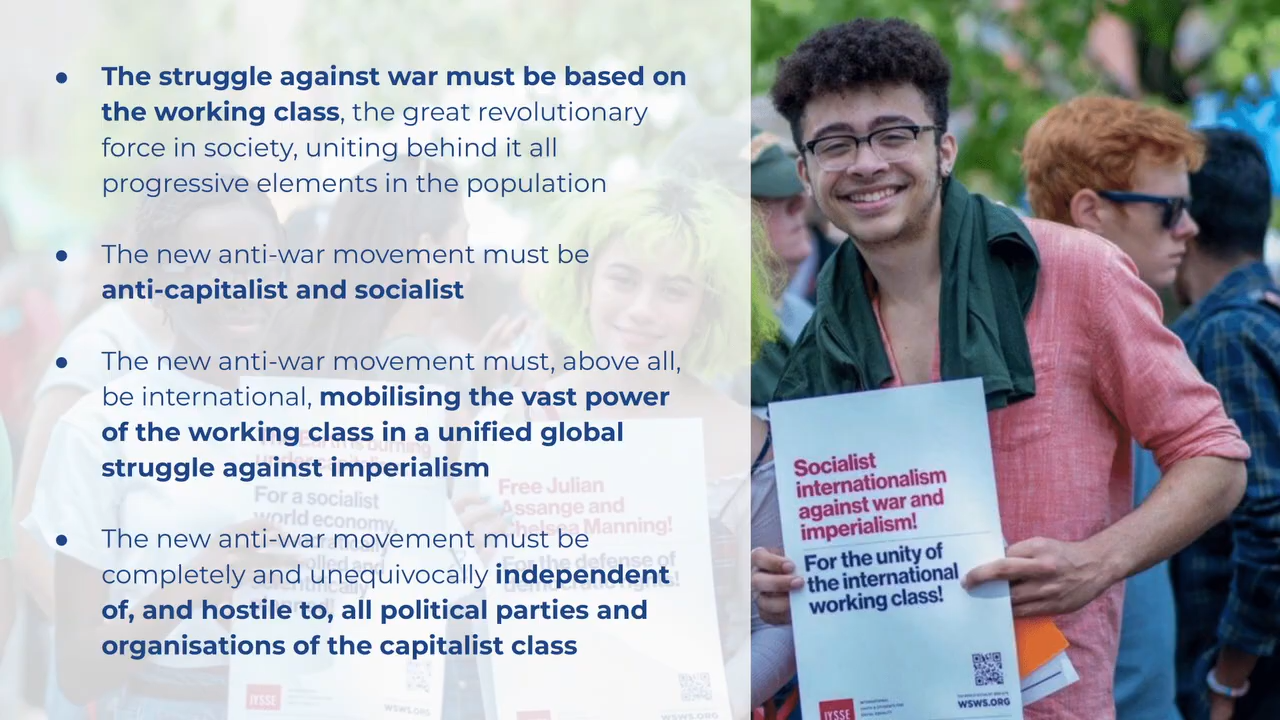 ● The struggle against war must be based on
the working class, the great revolutionary
force in society, uniting behind it all
progressive elements in the population
● The new anti-war movement must be
anti-capitalist and socialist
● The new anti-war movement must, above all,
be international, mobilising the vast power
of the working class in a unified global
struggle against imperialism
● The new anti-war movement must be
completely and unequivocally independent
of, and hostile to, all political parties and
organisations of the capitalist class
For a socialist
world economy,
Free Julian
Assange and
Chelsea Manning!
For the defense of
democratic rights!
IYSSE
WSWS.ORG
WSWS.ORG
Socialist
internationalism
against war and
imperialism!
For the unity of
the international
working class!
IYSSE
WSWS.ORG